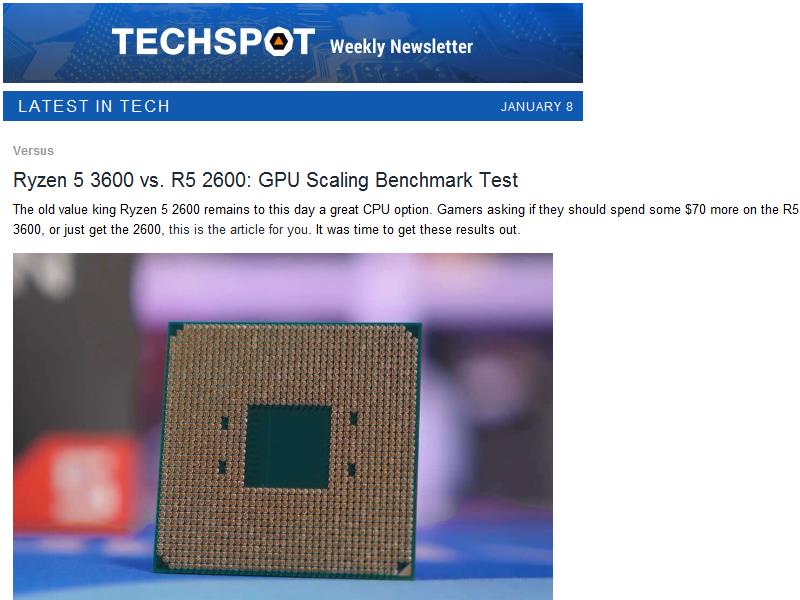 TECHSPOT Weekly Newsletter
LATEST IN TECH JANUARY 8
Versus
Ryzen 5 3600 vs. R5 2600: GPU Scaling Benchmark Test
The old value king Ryzen 5 2600 remains to this day a great CPU option. Gamers asking if they should spend some $70 more on the R5
3600, or just get the 2600, this is the article for you. It was time to get these results out.